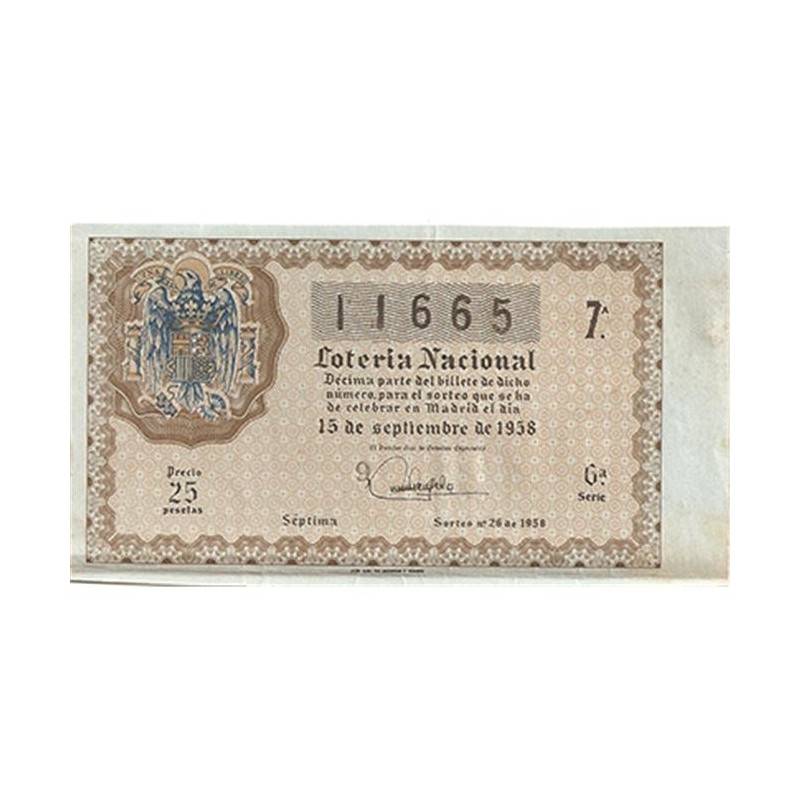 11665
7.ª
Lotería Nacional
Décima parte del billete de dicho
número, para el sorteo que se ha
de celebrar en Madrid el día
15 de septiembre de 1958
9
Precio
25
pesetas
6.ª
Serie
Séptima
Sorteo nº 26 de 1958